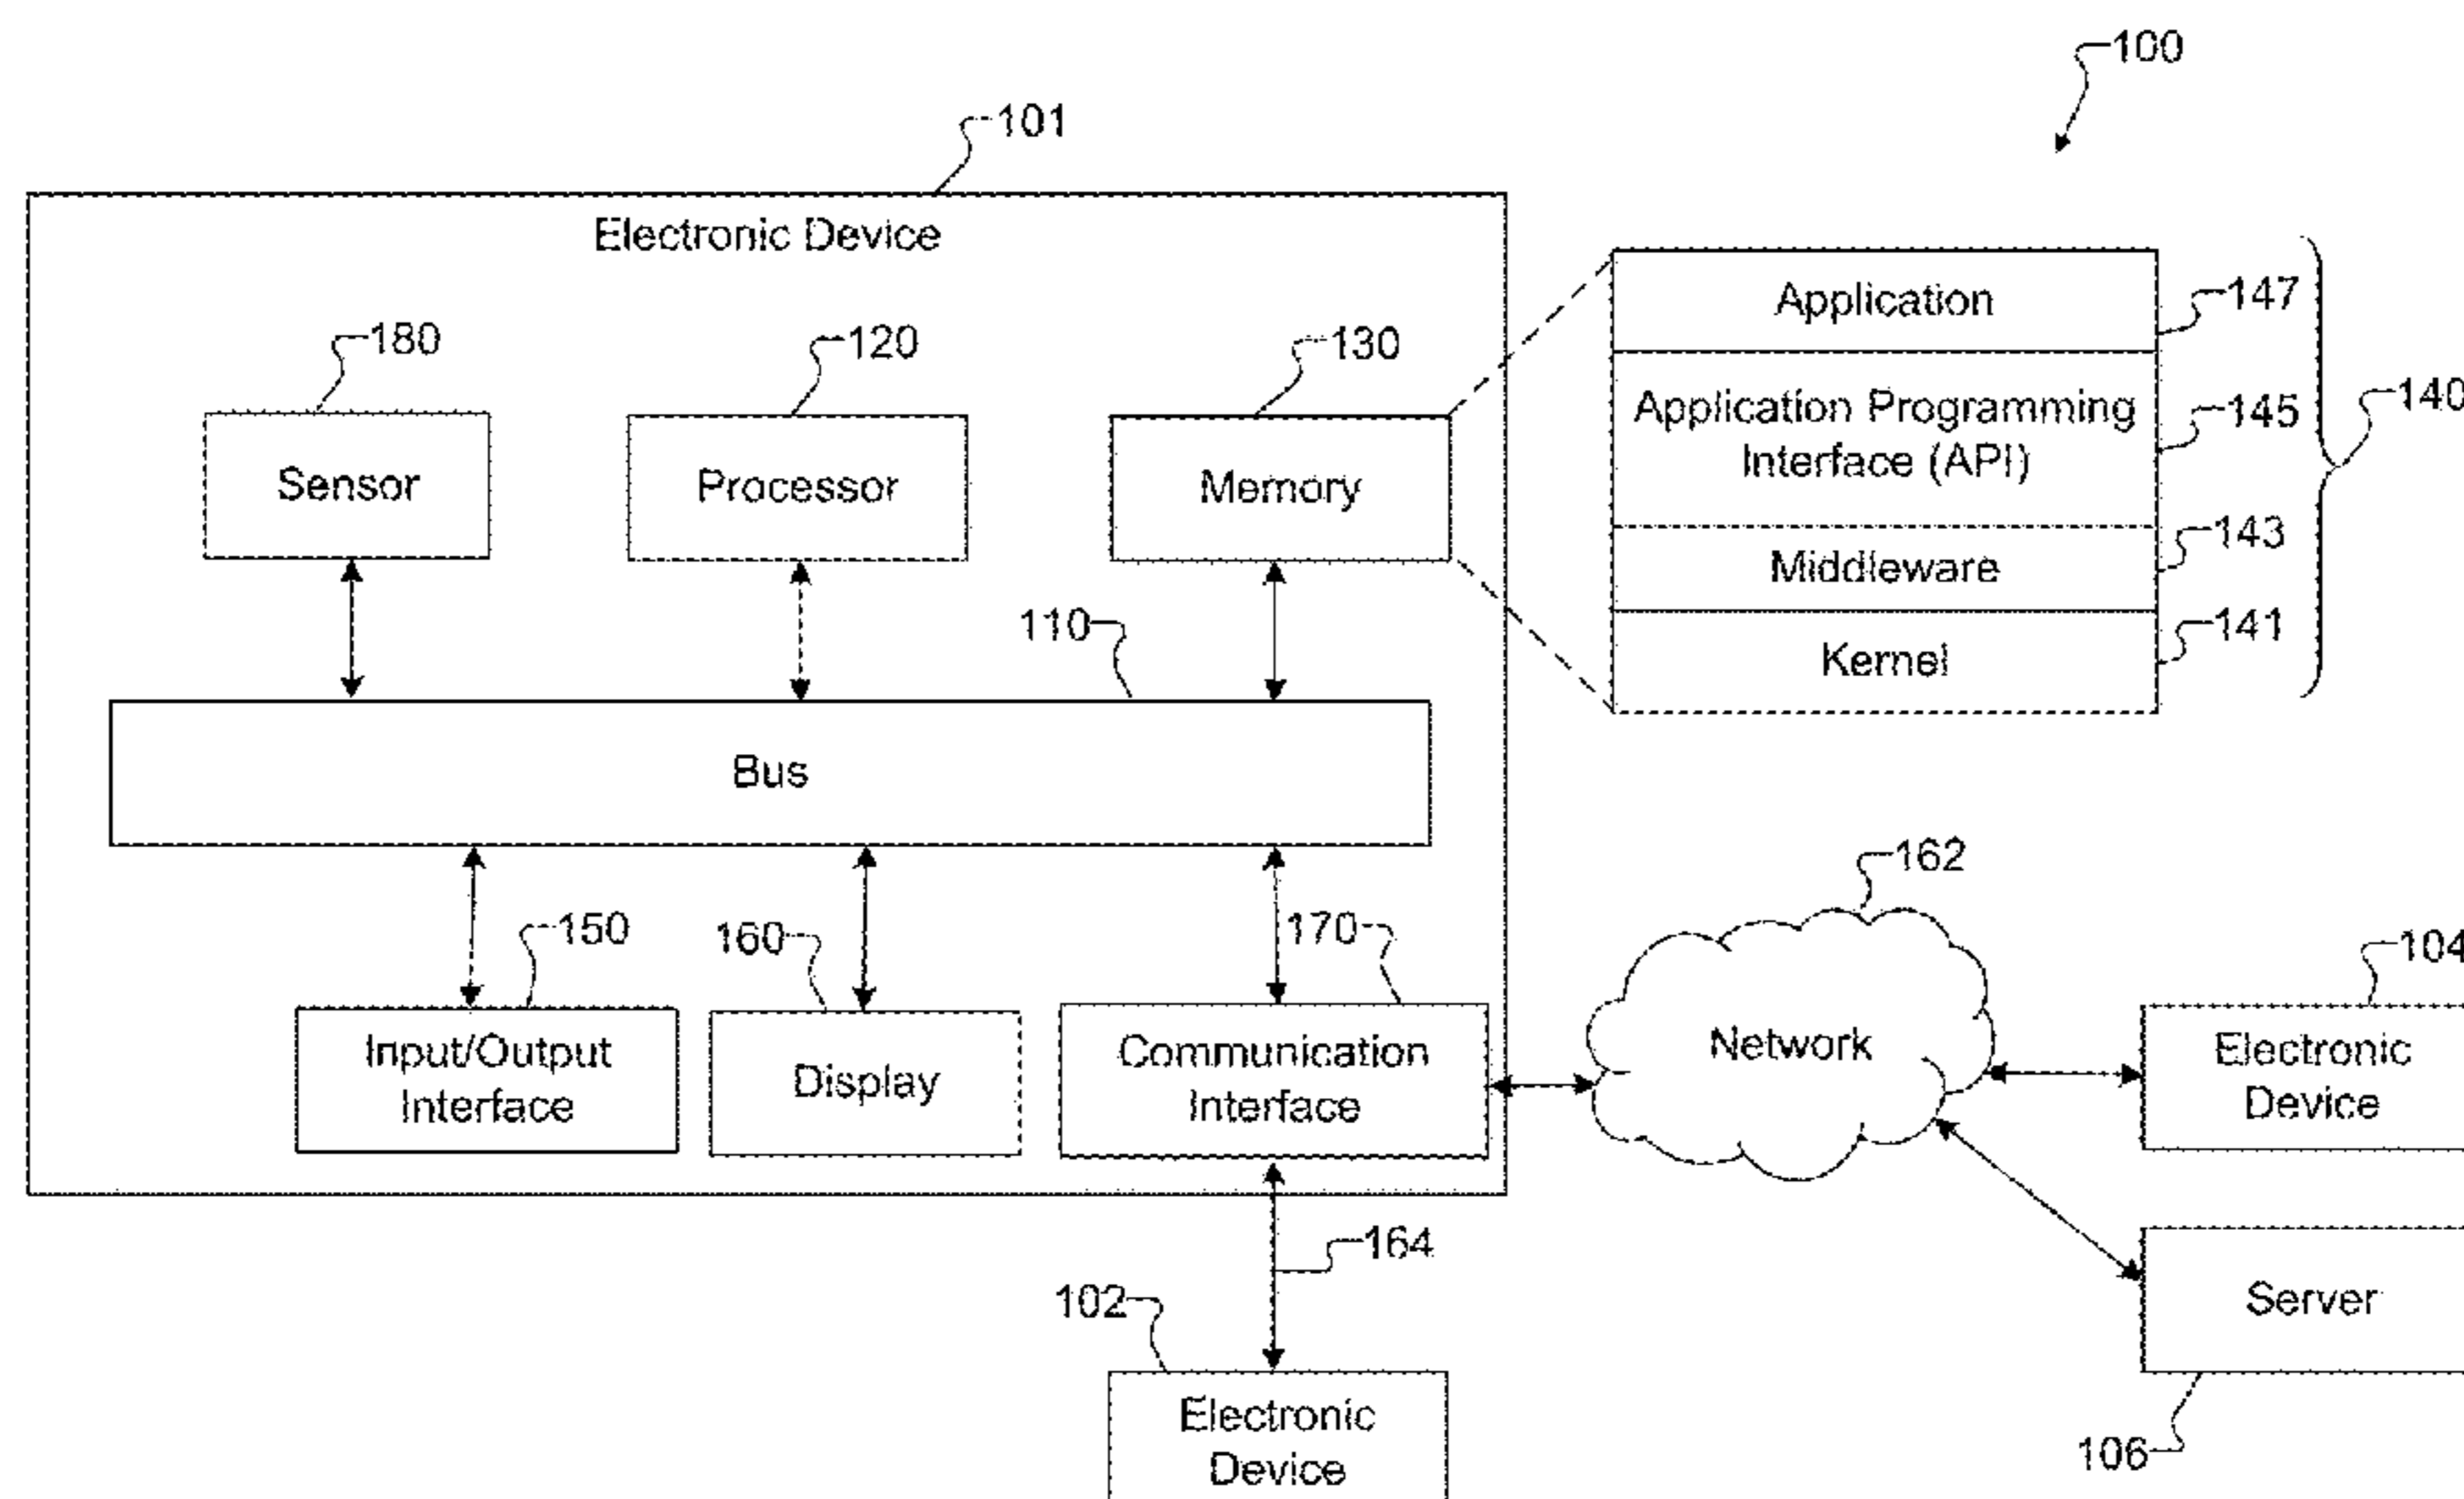 100
101
Electronic Device
Application
147
180
120
130
Application Programming
Interface (API)
145
140
Sensor
Processor
Memory
143
Middleware
110
141
Kernel
Bus
162
150
160
170
104
Input/Output
Interface
Display
Communication
Interface
Network
Electronic
Device
164
102
Server
Electronic
Device
106